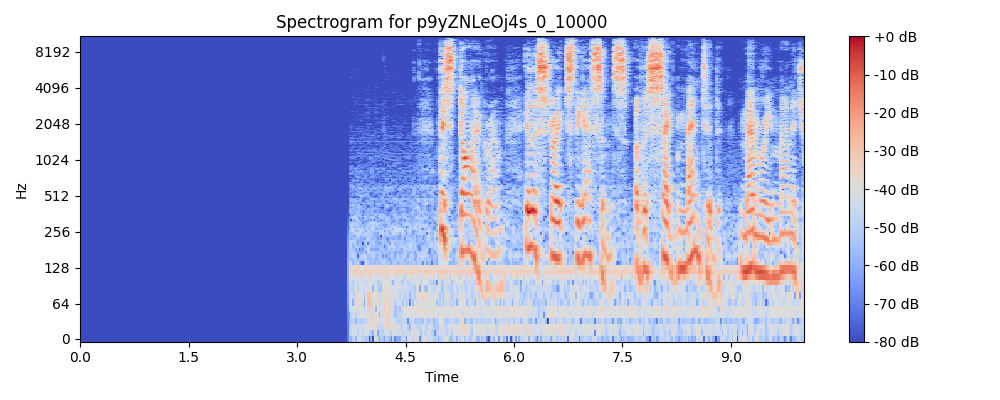 Spectrogram for p9yZNLeOj4s_0_10000
8192
4096
2048
1024
512
256
128
64
0
Hz
0.0 1.5 3.0 4.5 6.0 7.5 9.0
Time
+0 dB
-10 dB
-20 dB
-30 dB
-40 dB
-50 dB
-60 dB
-70 dB
-80 dB